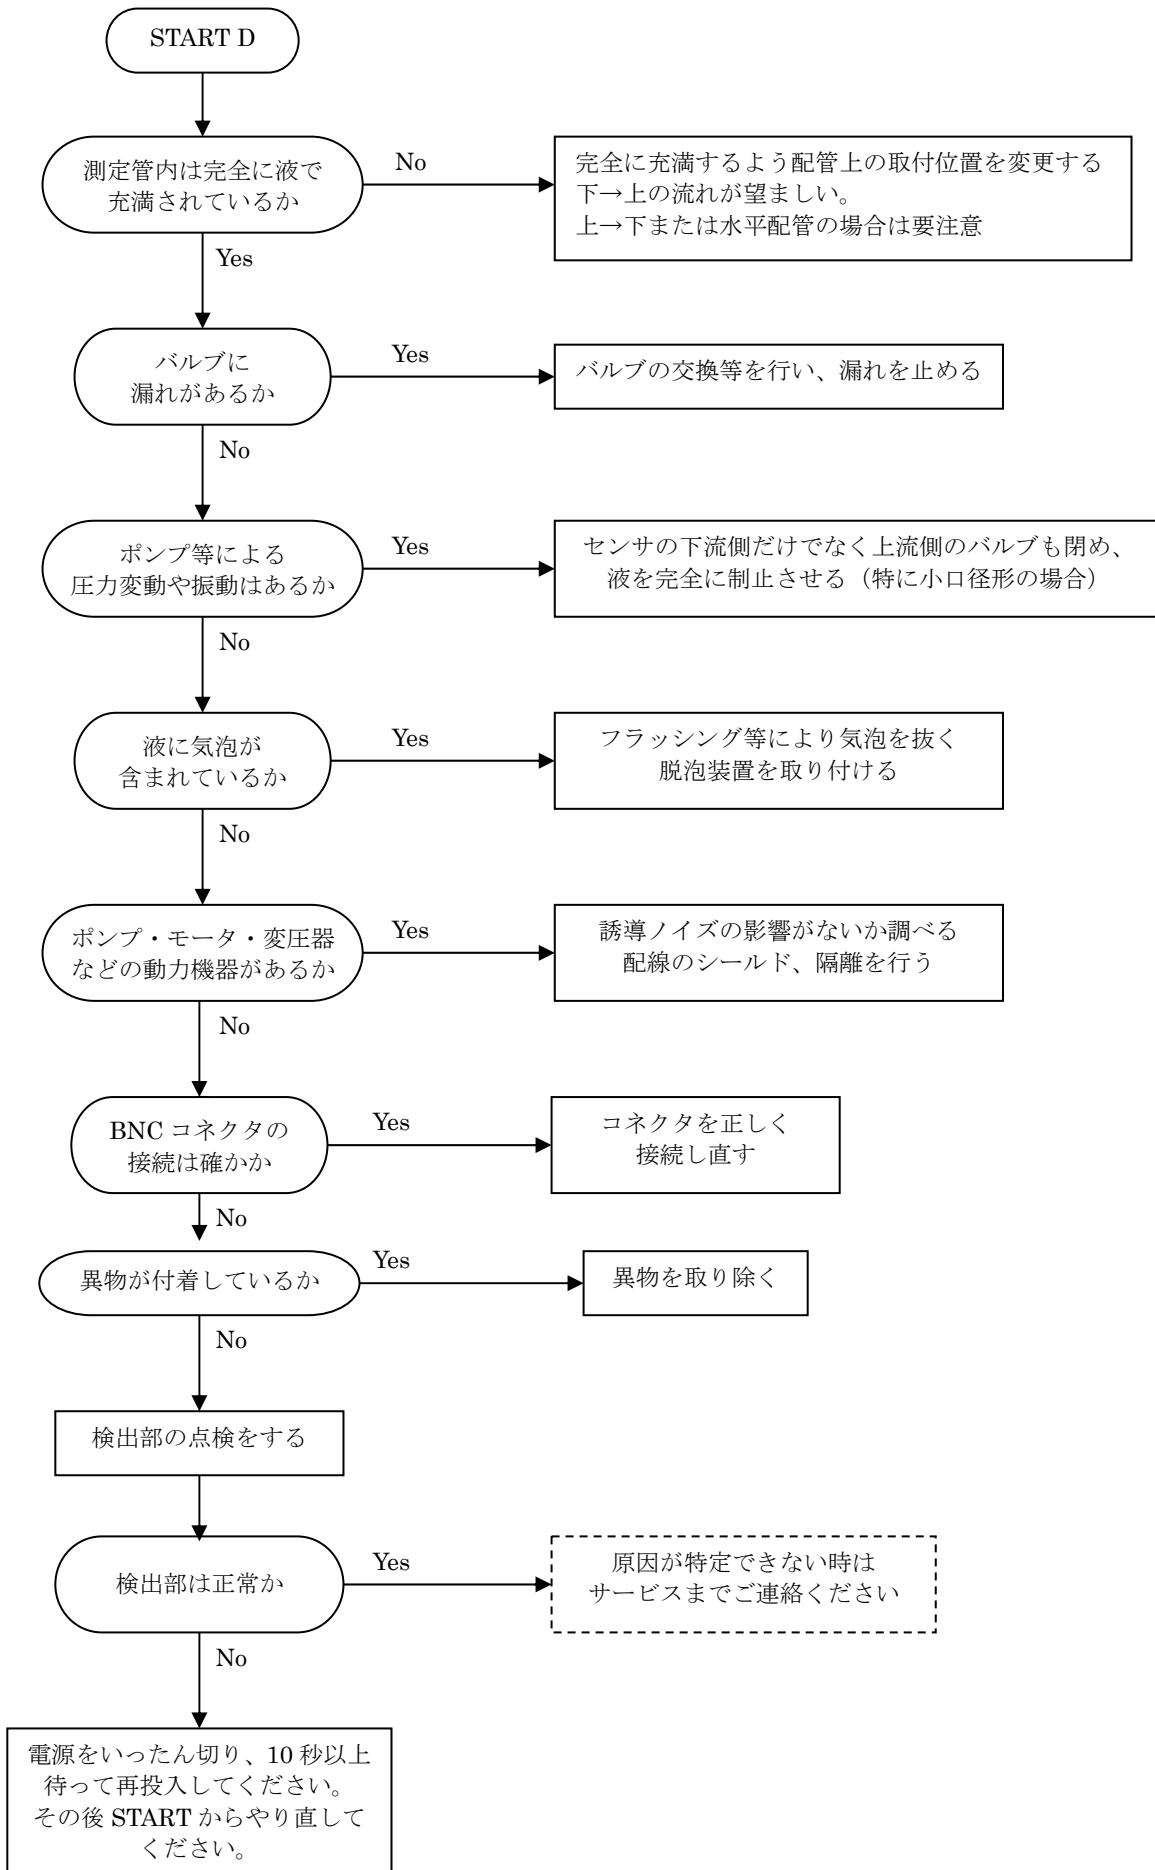 START D
測定管内は完全に液で
充満されているか
No
完全に充満するよう配管上の取付位置を変更する
下→上の流れが望ましい。
上→下または水平配管の場合は要注意
Yes
バルブに
漏れがあるか
Yes
バルブの交換等を行い、漏れを止める
No
ポンプ等による
圧力変動や振動はあるか
Yes
センサの下流側だけでなく上流側のバルブも閉め、
液を完全に制止させる（特に小口径形の場合）
No
液に気泡が
含まれているか
Yes
フラッシング等により気泡を抜く
脱泡装置を取り付ける
No
ポンプ・モータ・変圧器
などの動力機器があるか
Yes
誘導ノイズの影響がないか調べる
配線のシールド、隔離を行う
No
BNC コネクタの
接続は確かか
Yes
コネクタを正しく
接続し直す
No
異物が付着しているか
Yes
異物を取り除く
No
検出部の点検をする
検出部は正常か
Yes
原因が特定できない時は
サービスまでご連絡ください
No
電源をいったん切り、10 秒以上
待って再投入してください。
その後 START からやり直して
ください。